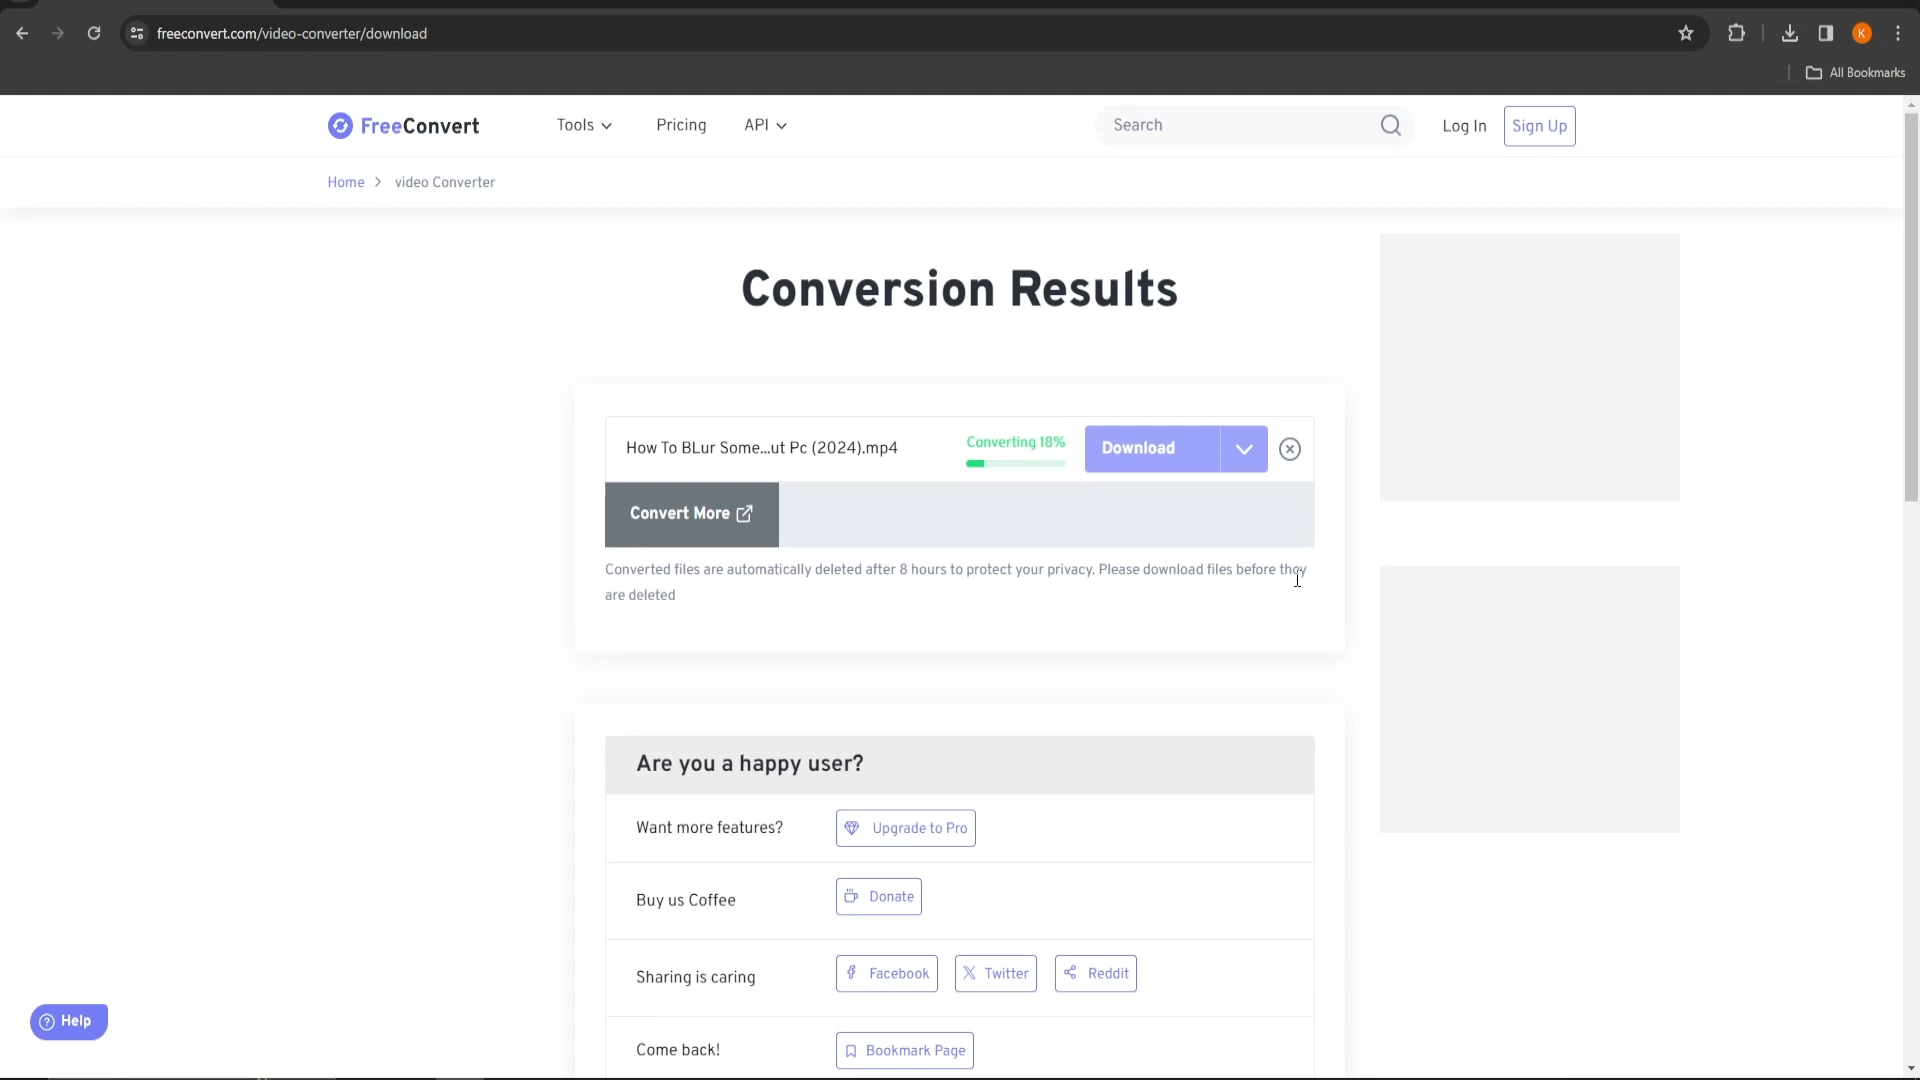 freeconvert.com/video-converter/download
K
All Bookmarks
FreeConvert
Tools
Pricing
API
Search
Log In
Sign Up
Home
video Converter
Conversion Results
How To BLur Some...ut Pc (2024).mp4
Converting 18%
Download
Convert More
Converted files are automatically deleted after 8 hours to protect your privacy. Please download files before they
are deleted
Are you a happy user?
Want more features?
Upgrade to Pro
Buy us Coffee
Donate
Sharing is caring
Facebook
Twitter
Reddit
Come back!
Bookmark Page
Help